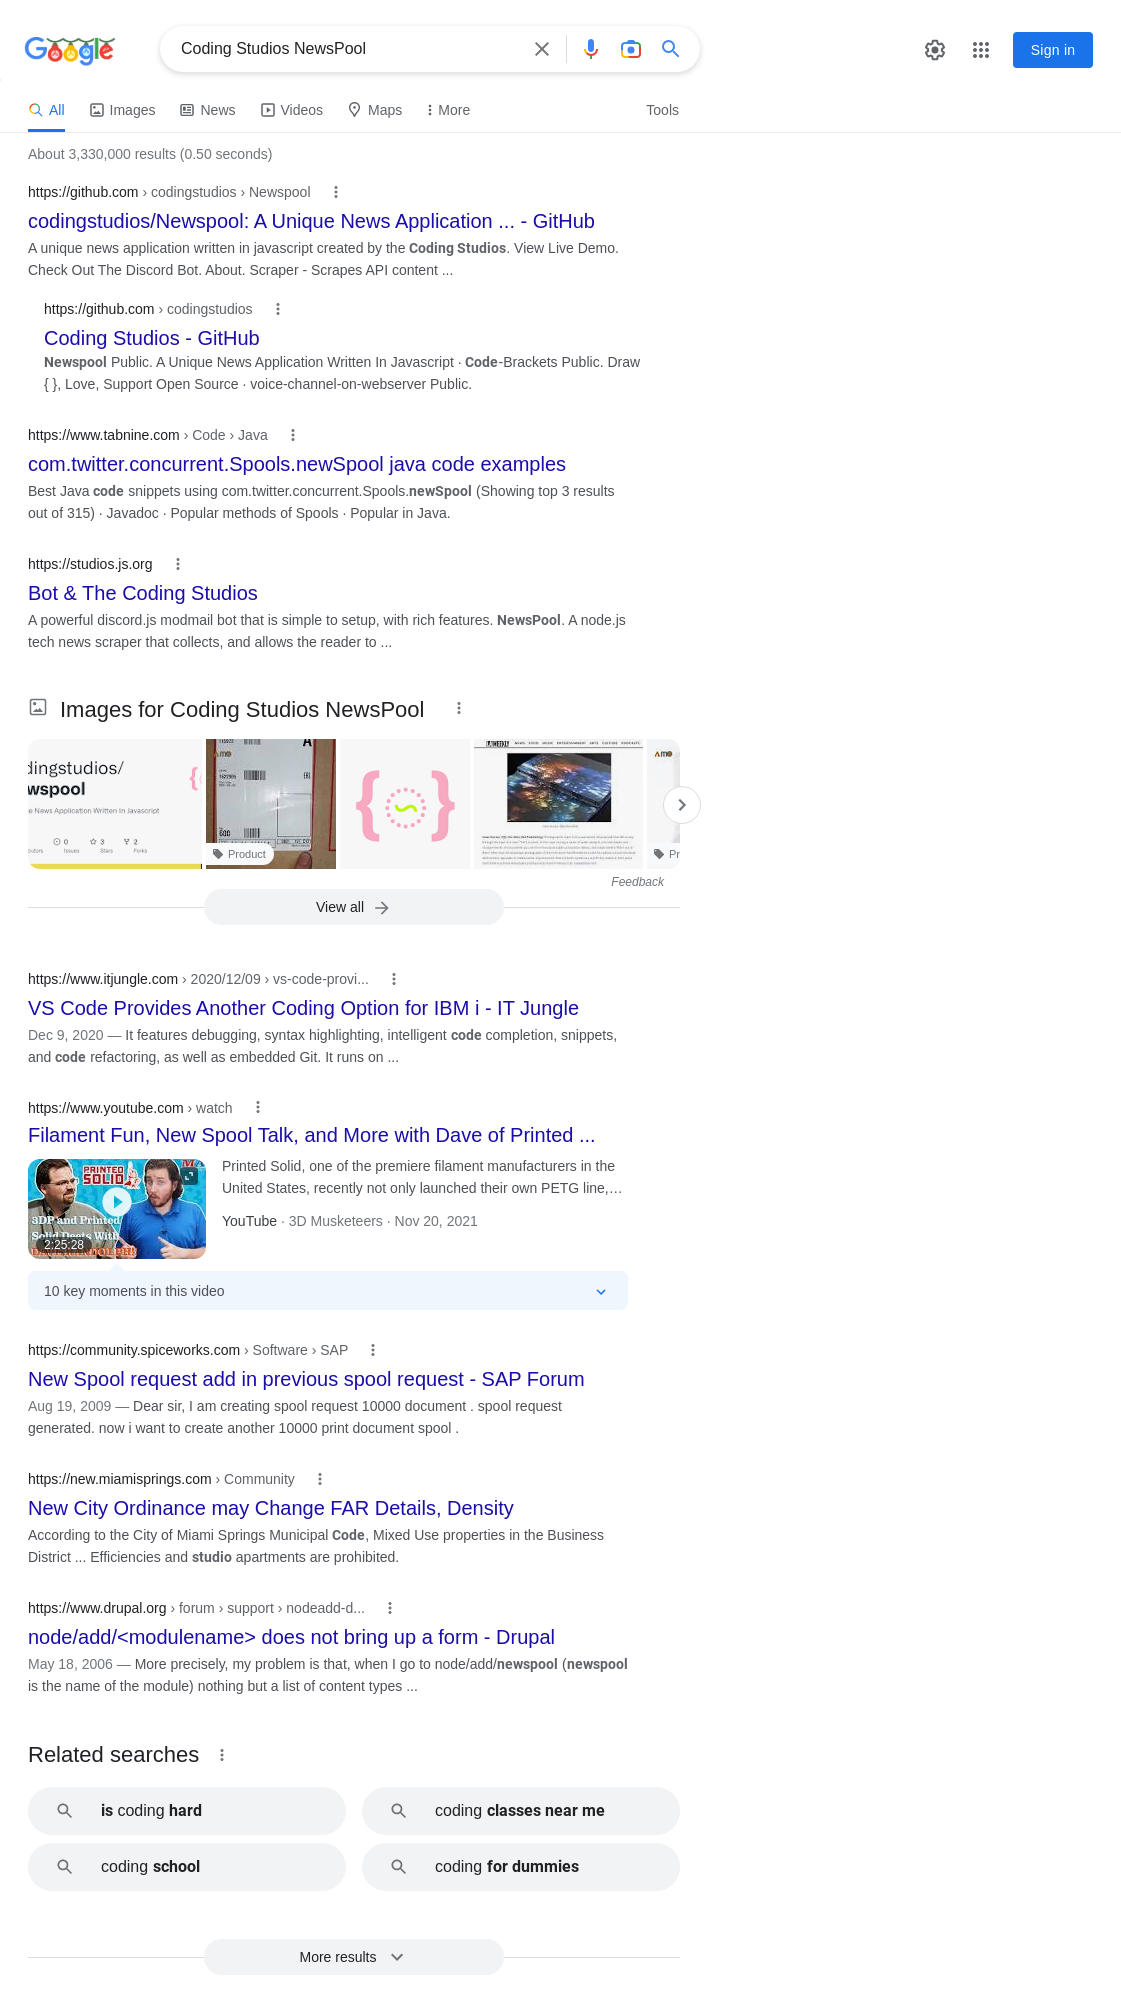 Google
Coding Studios NewsPool
Sign in
All
Images
News
Videos
Maps
More
Tools
About 3,330,000 results (0.50 seconds)
https://github.com › codingstudios › Newspool
codingstudios/Newspool: A Unique News Application ... - GitHub
A unique news application written in javascript created by the Coding Studios. View Live Demo.
Check Out The Discord Bot. About. Scraper - Scrapes API content ...
https://github.com › codingstudios
Coding Studios - GitHub
Newspool Public. A Unique News Application Written In Javascript · Code-Brackets Public. Draw
{ }, Love, Support Open Source · voice-channel-on-webserver Public.
https://www.tabnine.com › Code › Java
com.twitter.concurrent.Spools.newSpool java code examples
Best Java code snippets using com.twitter.concurrent.Spools.newSpool (Showing top 3 results
out of 315) · Javadoc · Popular methods of Spools · Popular in Java.
https://studios.js.org
Bot & The Coding Studios
A powerful discord.js modmail bot that is simple to setup, with rich features. NewsPool. A node.js
tech news scraper that collects, and allows the reader to ...
Images for Coding Studios NewsPool
dingstudios/
wspool
e News Application Written In Javascript
0
3
2
Issues
Stars
Forks
Product
Pr
Feedback
View all
https://www.itjungle.com › 2020/12/09 › vs-code-provi...
VS Code Provides Another Coding Option for IBM i - IT Jungle
Dec 9, 2020 — It features debugging, syntax highlighting, intelligent code completion, snippets,
and code refactoring, as well as embedded Git. It runs on ...
https://www.youtube.com › watch
Filament Fun, New Spool Talk, and More with Dave of Printed ...
PRINTED
SOLID
3DP and Printed
Solid Deets With
2:25:28
Printed Solid, one of the premiere filament manufacturers in the
United States, recently not only launched their own PETG line,...
YouTube · 3D Musketeers · Nov 20, 2021
10 key moments in this video
https://community.spiceworks.com › Software › SAP
New Spool request add in previous spool request - SAP Forum
Aug 19, 2009 — Dear sir, I am creating spool request 10000 document . spool request
generated. now i want to create another 10000 print document spool .
https://new.miamisprings.com › Community
New City Ordinance may Change FAR Details, Density
According to the City of Miami Springs Municipal Code, Mixed Use properties in the Business
District ... Efficiencies and studio apartments are prohibited.
https://www.drupal.org › forum › support › nodeadd-d...
node/add/<modulename> does not bring up a form - Drupal
May 18, 2006 — More precisely, my problem is that, when I go to node/add/newspool (newspool
is the name of the module) nothing but a list of content types ...
Related searches
is coding hard
coding classes near me
coding school
coding for dummies
More results